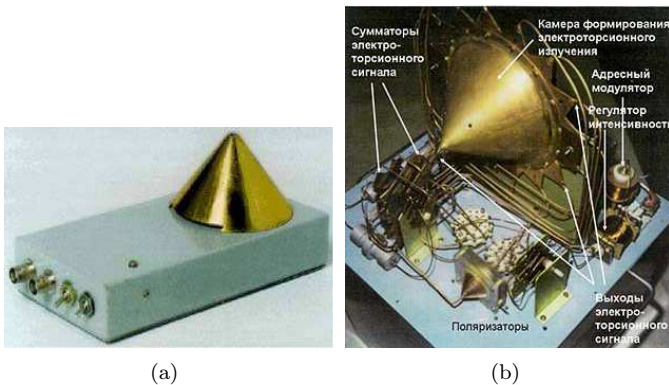 Сумматоры
электро-
торсионного
сигнала
Камера формирования
электроторсионного
излучения
Адресный
модулятор
Регулятор
интенсивности
Поляризаторы
Выходы
электро-
торсионного
сигнала
(a)
(b)